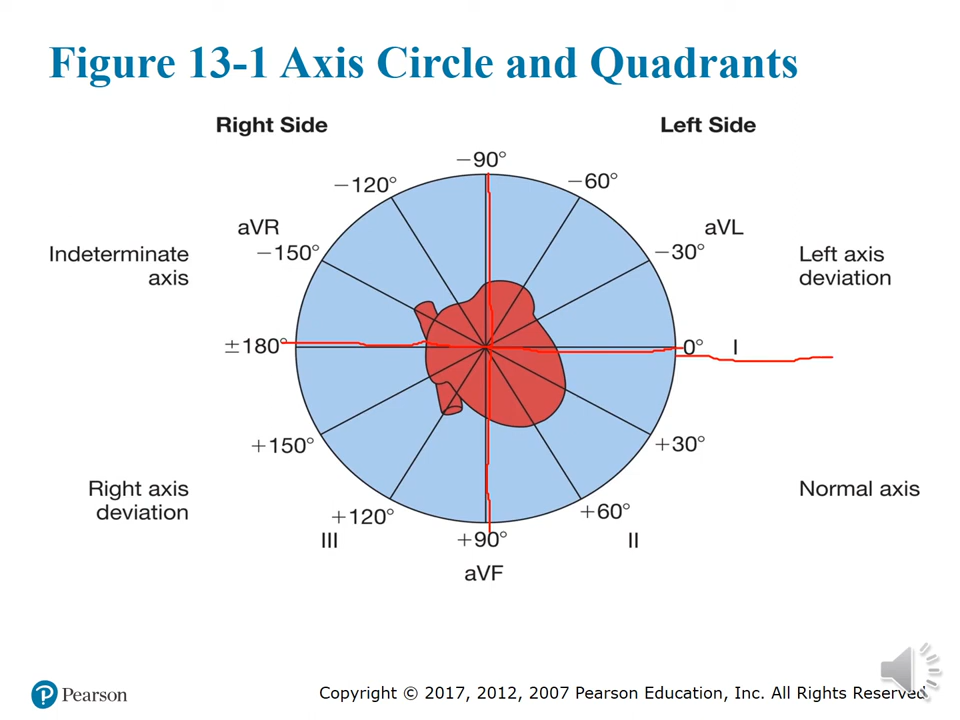 Figure 13-1 Axis Circle and Quadrants
Right Side
Left Side
−90°
−120°
−60°
aVR
aVL
−150°
−30°
Indeterminate
axis
Left axis
deviation
±180°
0°
I
+150°
+30°
Right axis
deviation
Normal axis
+120°
+60°
III
+90°
II
aVF
Pearson
Copyright © 2017, 2012, 2007 Pearson Education, Inc. All Rights Reserved